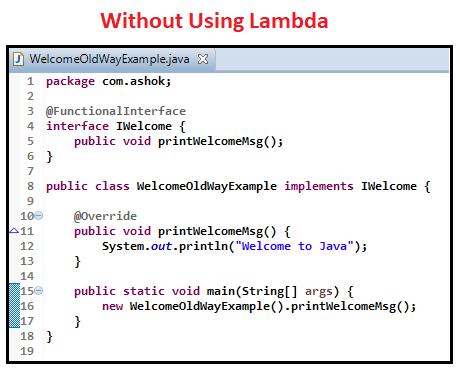 Without Using Lambda
WelcomeOldWayExample.java
1 package com.ashok;
2
3 @FunctionalInterface
4 interface IWelcome {
5     public void printWelcomeMsg();
6 }
7
8 public class WelcomeOldWayExample implements IWelcome {
9
10     @Override
11     public void printWelcomeMsg() {
12         System.out.println("Welcome to Java");
13     }
14
15     public static void main(String[] args) {
16         new WelcomeOldWayExample().printWelcomeMsg();
17     }
18 }
19